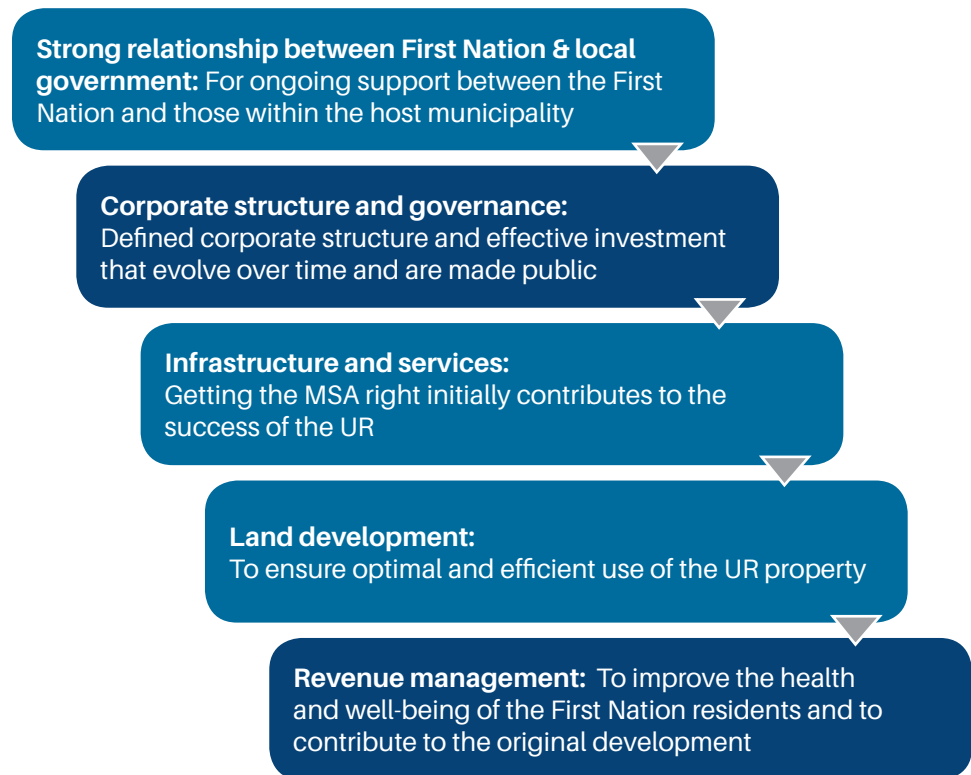 Strong relationship between First Nation & local
government: For ongoing support between the First
Nation and those within the host municipality
Corporate structure and governance:
Defined corporate structure and effective investment
that evolve over time and are made public
Infrastructure and services:
Getting the MSA right initially contributes to the
success of the UR
Land development:
To ensure optimal and efficient use of the UR property
Revenue management: To improve the health
and well-being of the First Nation residents and to
contribute to the original development